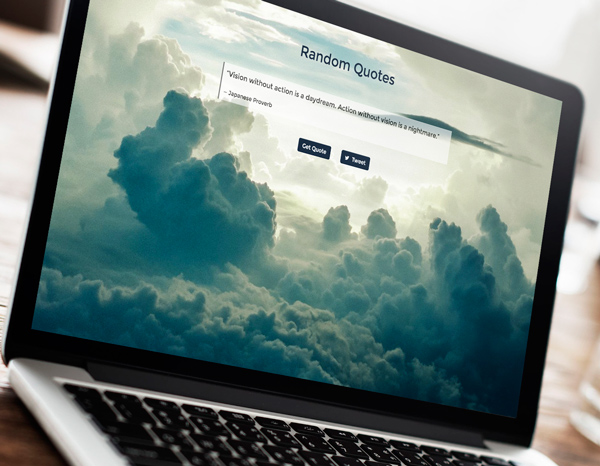 Random Quotes
"Vision without action is a daydream. Action without vision is a nightmare."
– Japanese Proverb
Get Quote
Tweet